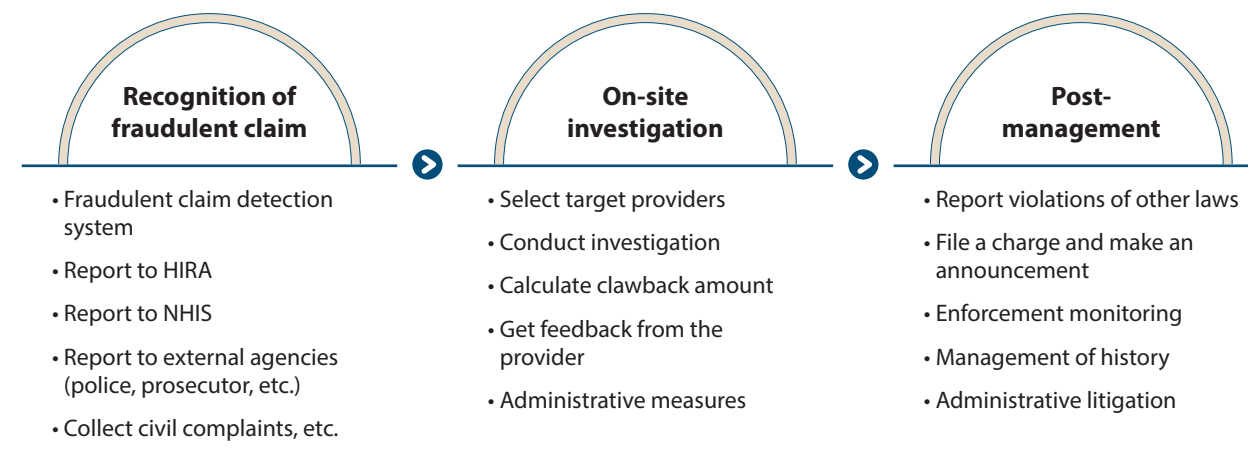 Recognition of
fraudulent claim
• Fraudulent claim detection
system
• Report to HIRA
• Report to NHIS
• Report to external agencies
(police, prosecutor, etc.)
• Collect civil complaints, etc.
On-site
investigation
• Select target providers
• Conduct investigation
• Calculate clawback amount
• Get feedback from the
provider
• Administrative measures
Post-
management
• Report violations of other laws
• File a charge and make an
announcement
• Enforcement monitoring
• Management of history
• Administrative litigation